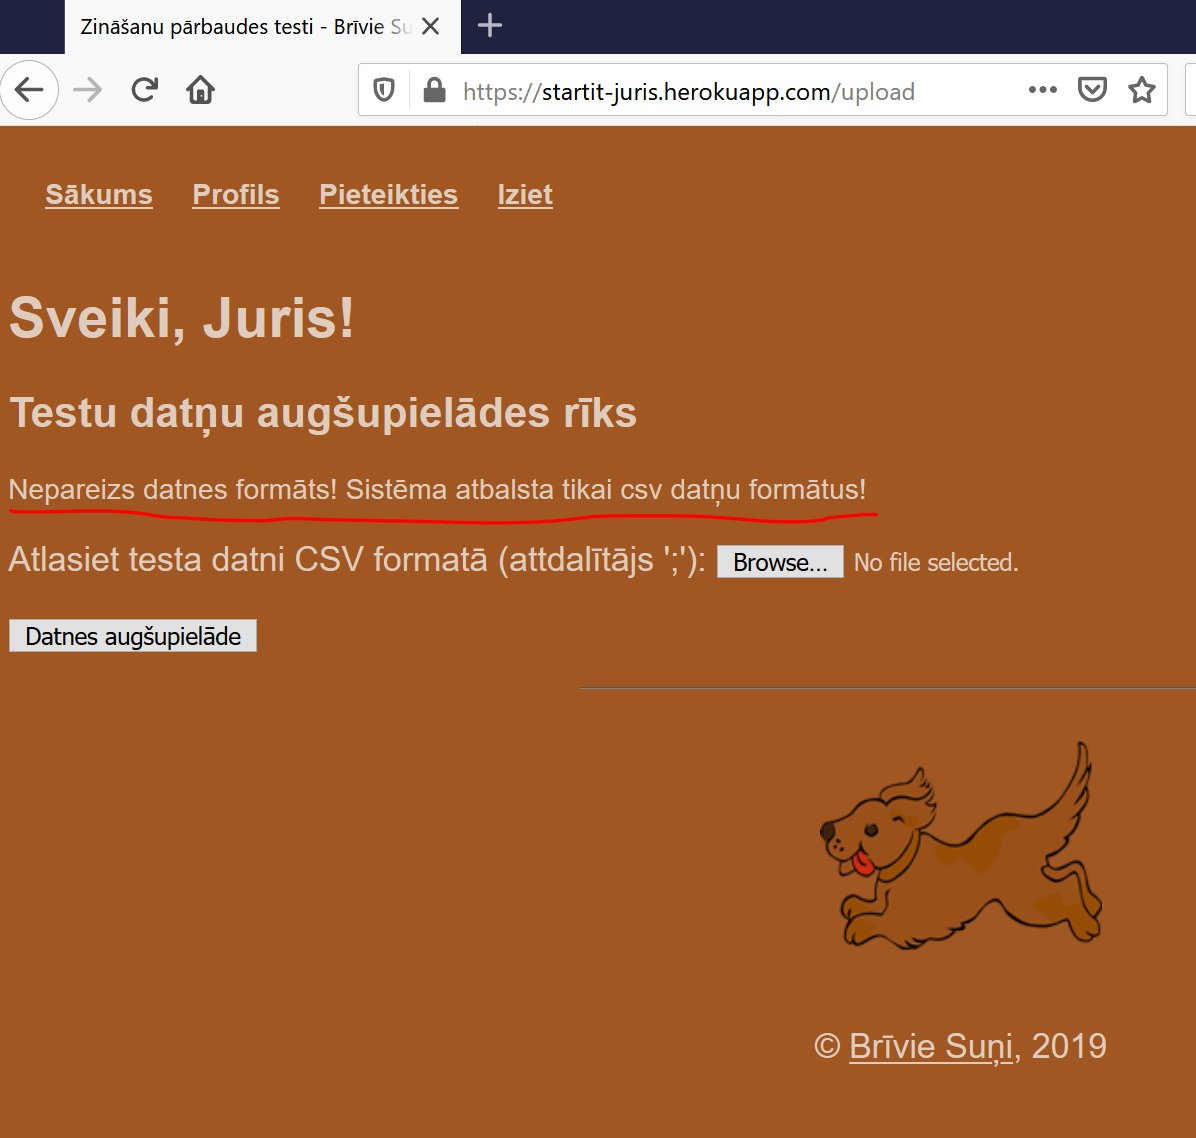 Zināšanu pārbaudes testi - Brīvie Su
https://startit-juris.herokuapp.com/upload
Sākums Profils Pieteikties Iziet
Sveiki, Juris!
Testu datņu augšupielādes rīks
Nepareizs datnes formāts! Sistēma atbalsta tikai csv datņu formātus!
Atlasiet testa datni CSV formatā (attdalītājs ';'): Browse... No file selected.
Datnes augšupielāde
© Brīvie Suņi, 2019